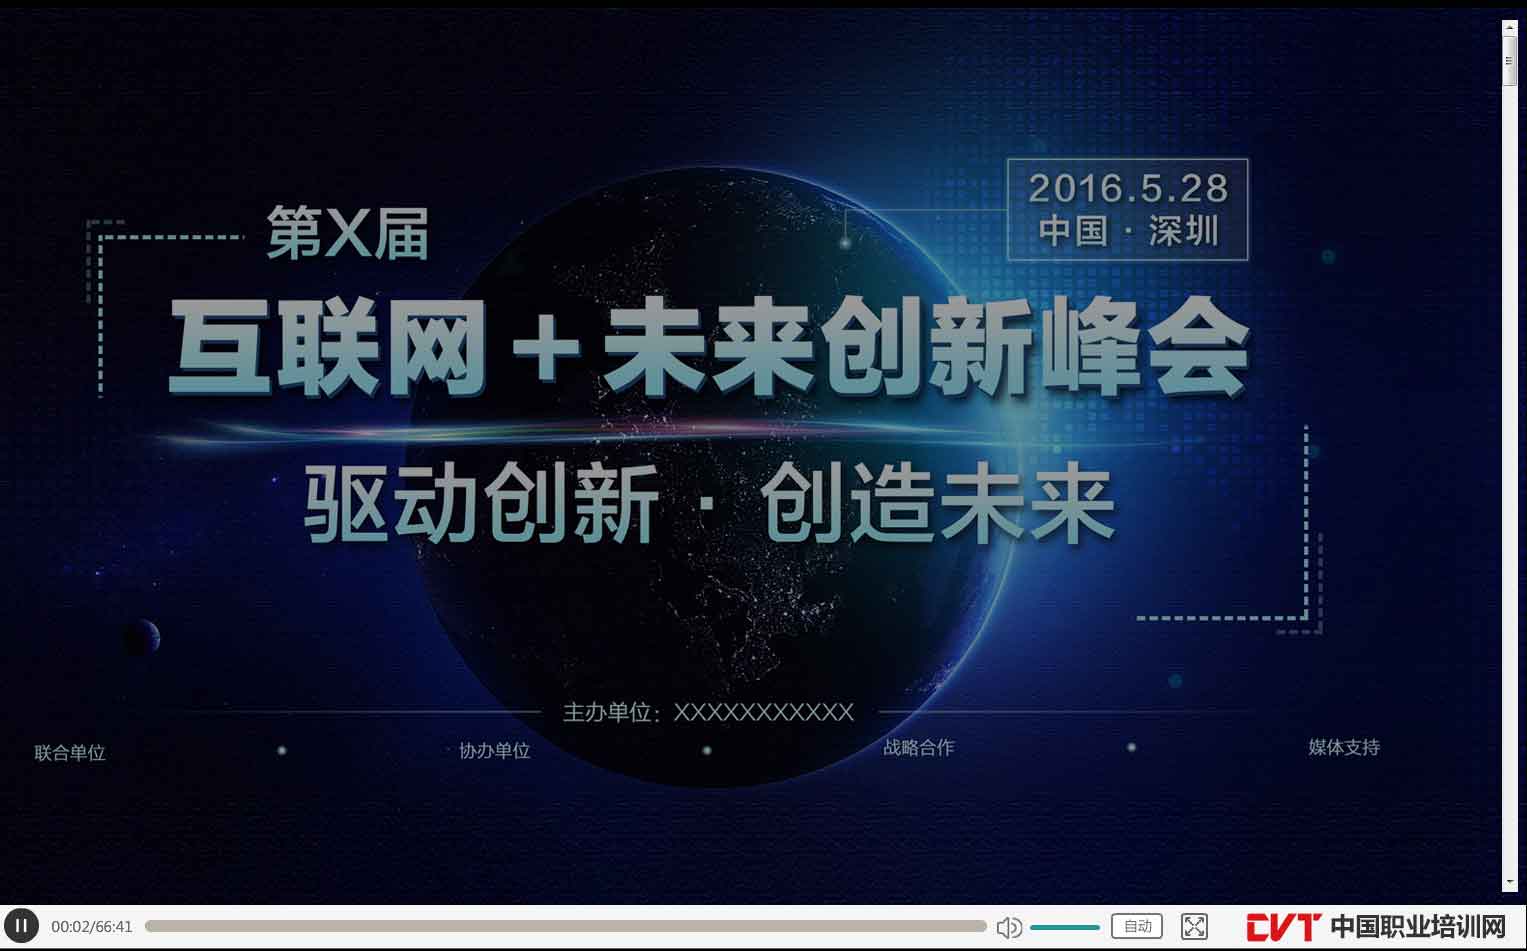 2016.5.28
中国·深圳
第X届
互联网+未来创新峰会
驱动创新·创造未来
主办单位：XXXXXXXXXXX
联合单位
协办单位
战略合作
媒体支持
00:02/66:41
自动
CVT 中国职业培训网